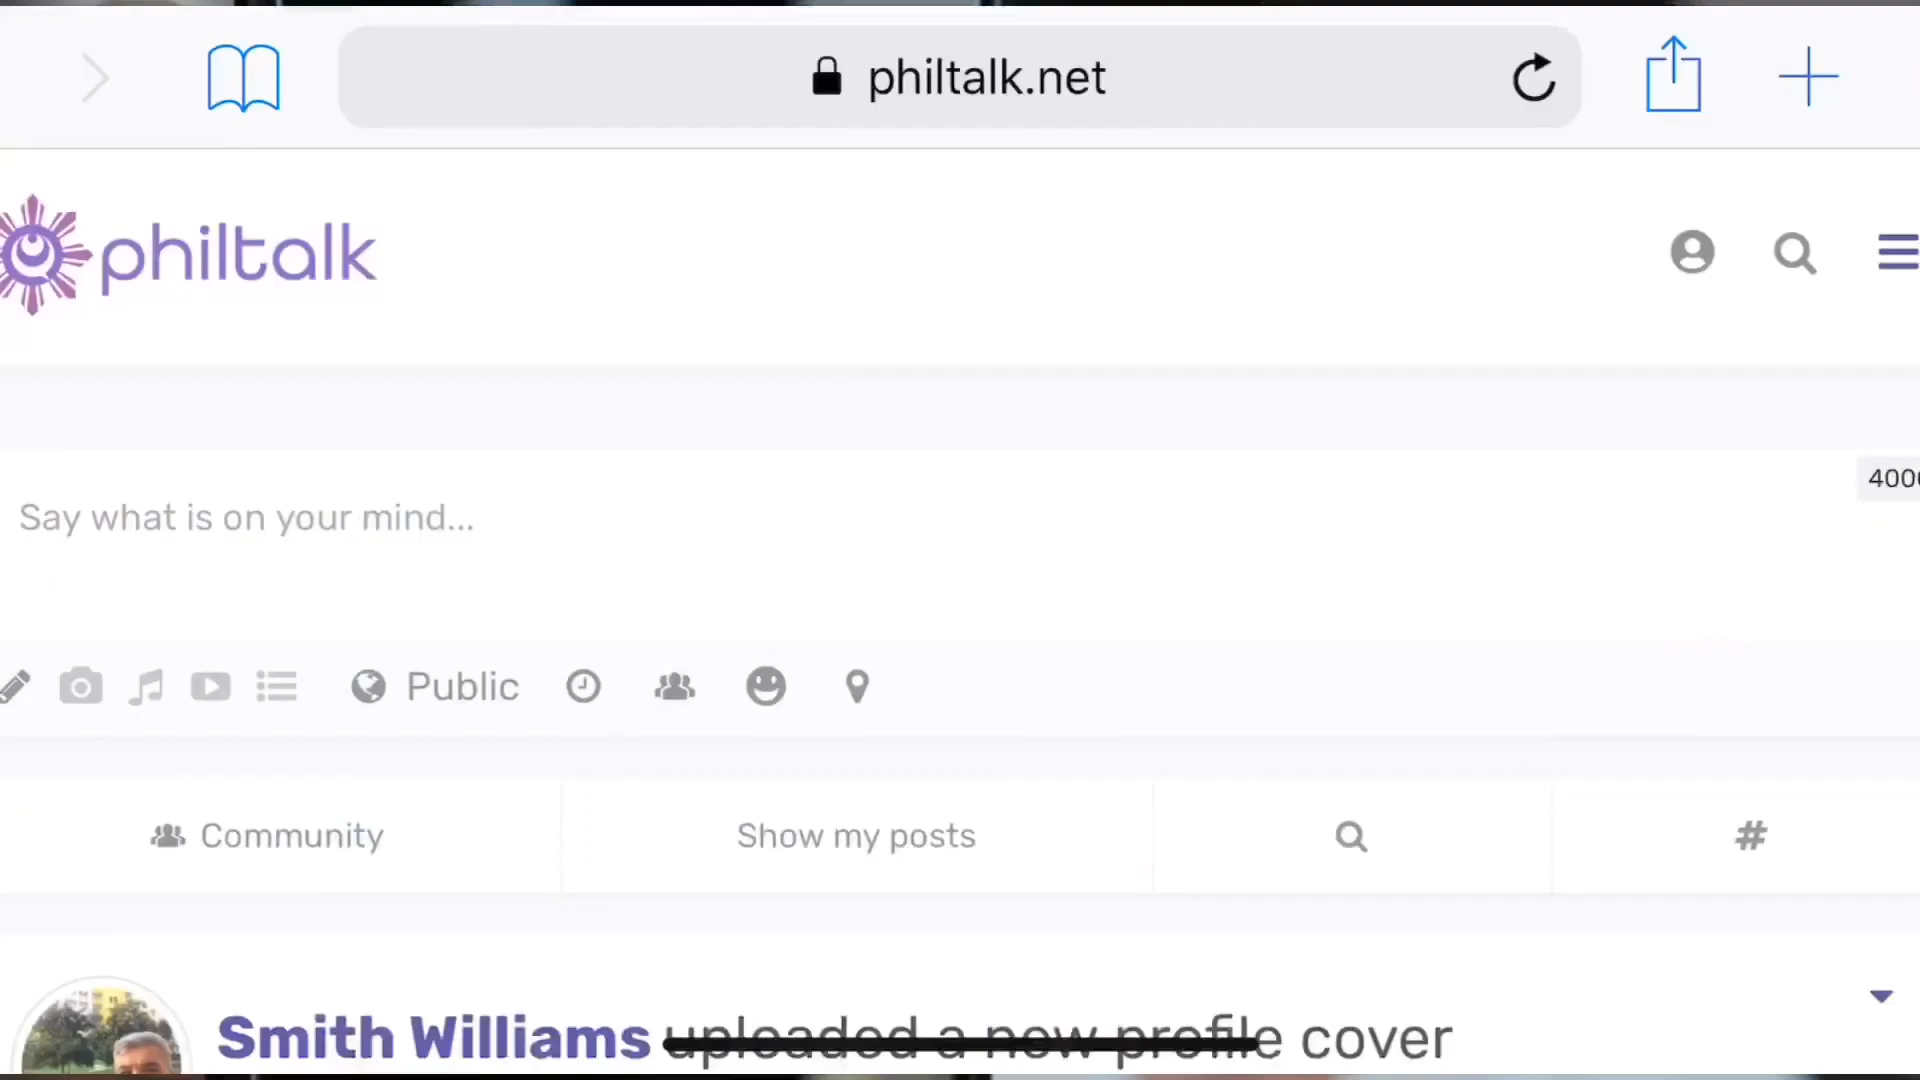 philtalk.net
philtalk
400
Say what is on your mind...
Public
Community
Show my posts
#
Smith Williams uploaded a new profile cover